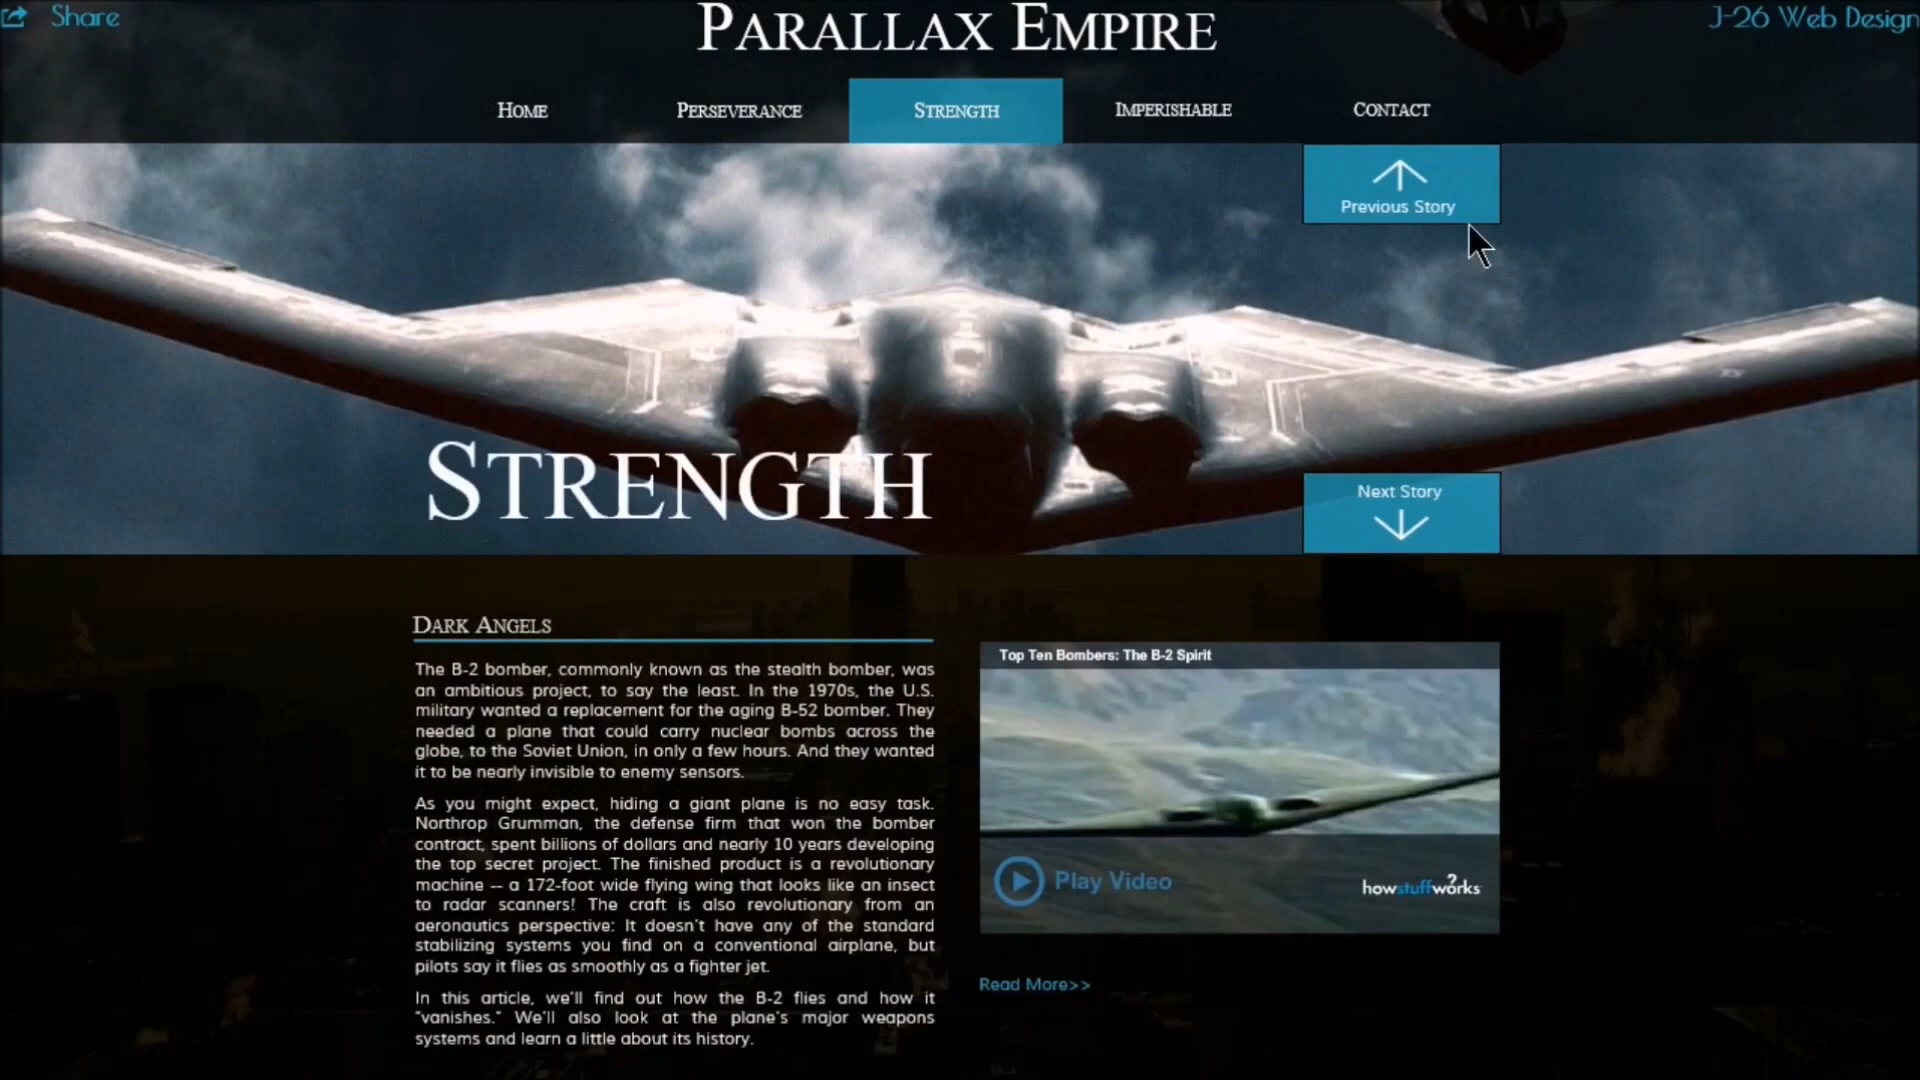 Share
PARALLAX EMPIRE
J-26 Web Design
HOME
PERSEVERANCE
STRENGTH
IMPERISHABLE
CONTACT
Previous Story
STRENGTH
Next Story
DARK ANGELS
The B-2 bomber, commonly known as the stealth bomber, was
an ambitious project, to say the least. In the 1970s, the U.S.
military wanted a replacement for the aging B-52 bomber. They
needed a plane that could carry nuclear bombs across the
globe, to the Soviet Union, in only a few hours. And they wanted
it to be nearly invisible to enemy sensors.
As you might expect, hiding a giant plane is no easy task.
Northrop Grumman, the defense firm that won the bomber
contract, spent billions of dollars and nearly 10 years developing
the top secret project. The finished product is a revolutionary
machine -- a 172-foot wide flying wing that looks like an insect
to radar scanners! The craft is also revolutionary from an
aeronautics perspective: It doesn't have any of the standard
stabilizing systems you find on a conventional airplane, but
pilots say it flies as smoothly as a fighter jet.
In this article, we'll find out how the B-2 flies and how it
"vanishes." We'll also look at the plane's major weapons
systems and learn a little about its history.
Top Ten Bombers: The B-2 Spirit
Play Video
howstuffworks
Read More>>